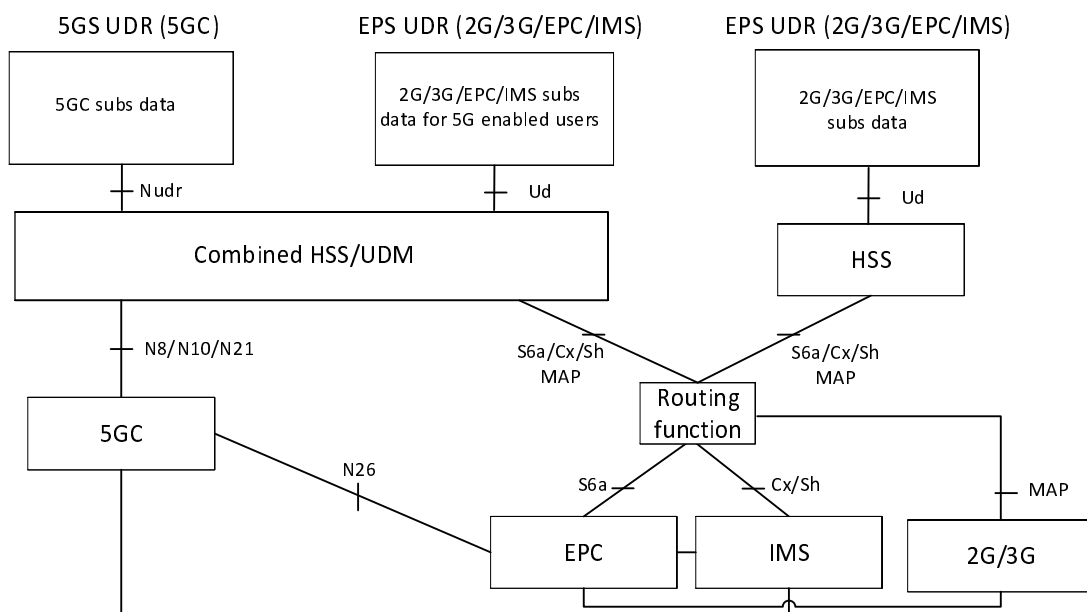 5GS UDR (5GC)
EPS UDR (2G/3G/EPC/IMS)
EPS UDR (2G/3G/EPC/IMS)
5GC subs data
2G/3G/EPC/IMS subs
data for 5G enabled users
2G/3G/EPC/IMS
subs data
Nudr
Ud
Ud
Combined HSS/UDM
HSS
N8/N10/N21
S6a/Cx/Sh
MAP
S6a/Cx/Sh
MAP
Routing
function
5GC
N26
S6a
Cx/Sh
MAP
EPC
IMS
2G/3G